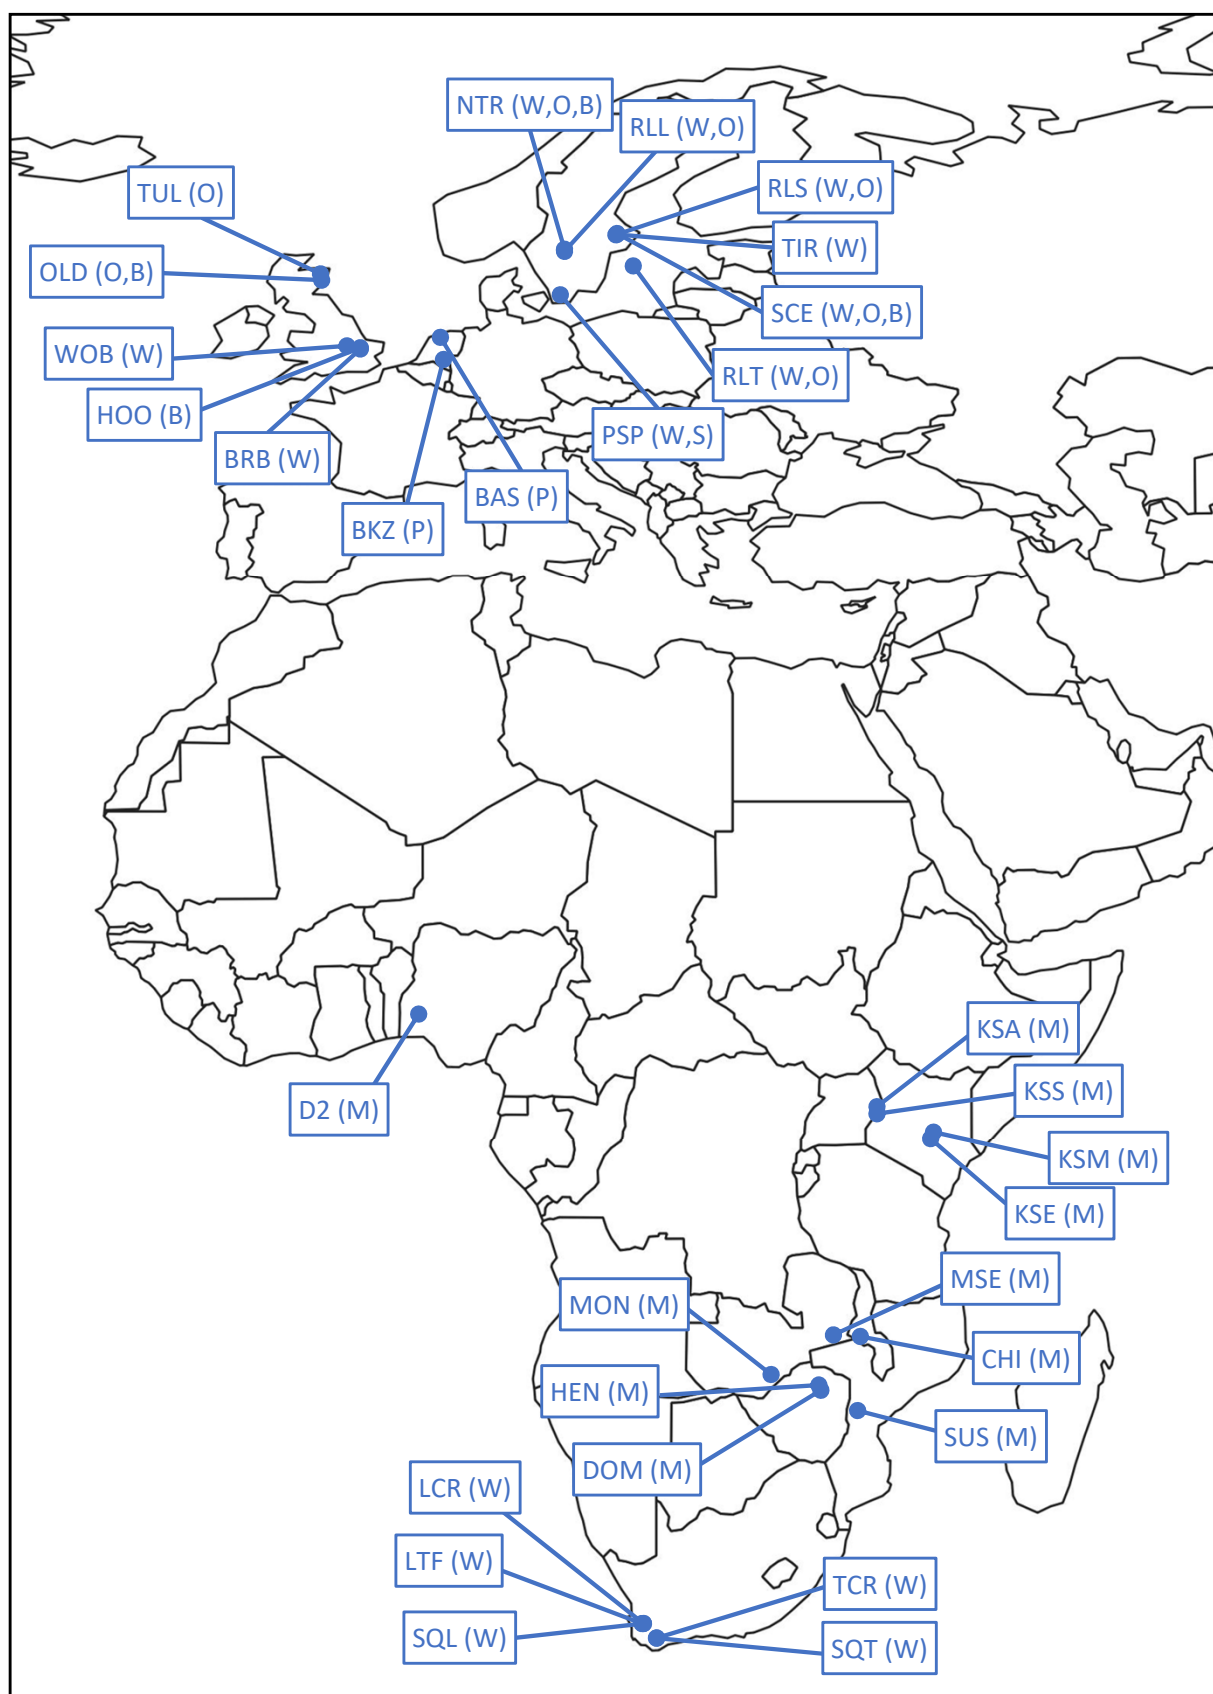 NTR (W,O,B)
RLL (W,O)
TUL (O)
RLS (W,O)
TIR (W)
OLD (O,B)
SCE (W,O,B)
WOB (W)
RLT (W,O)
HOO (B)
PSP (W,S)
BRB (W)
BAS (P)
BKZ (P)
KSA (M)
KSS (M)
D2 (M)
KSM (M)
KSE (M)
MSE (M)
MON (M)
CHI (M)
HEN (M)
SUS (M)
DOM (M)
LCR (W)
LTF (W)
TCR (W)
SQL (W)
SQT (W)